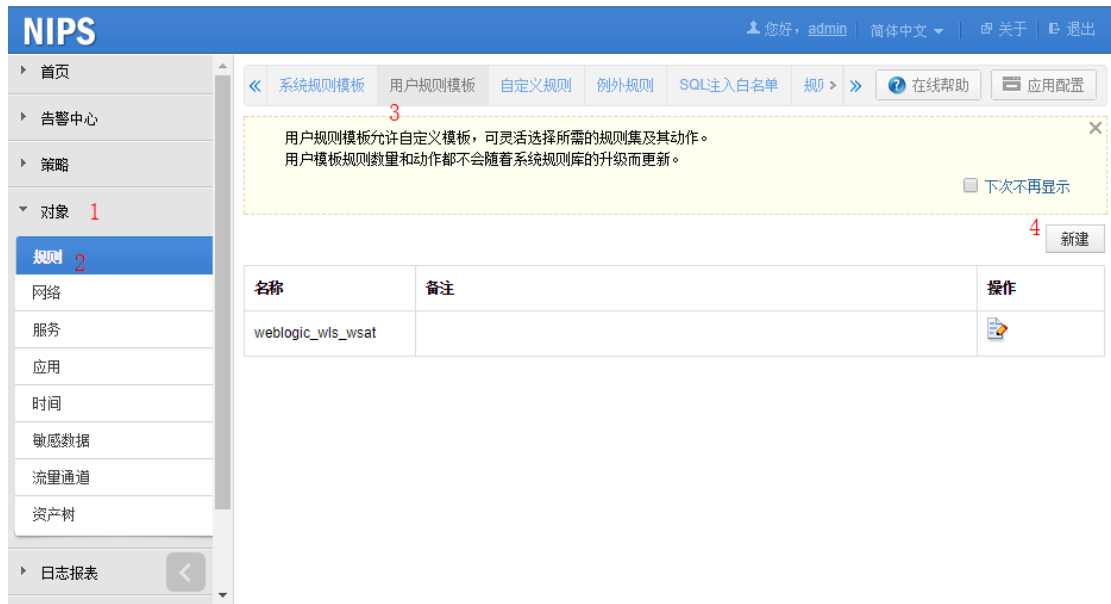 NIPS
您好，admin 简体中文 关于 退出
首页
告警中心
策略
对象 1
规则 2
网络
服务
应用
时间
敏感数据
流量通道
资产树
日志报表
系统规则模板 用户规则模板 自定义规则 例外规则 SQL注入白名单 规则 在线帮助 应用配置
3
用户规则模板允许自定义模板，可灵活选择所需的规则集及其动作。
用户模板规则数量和动作都不会随着系统规则库的升级而更新。
下次不再显示
4 新建
名称 备注 操作
weblogic_wls_wsat